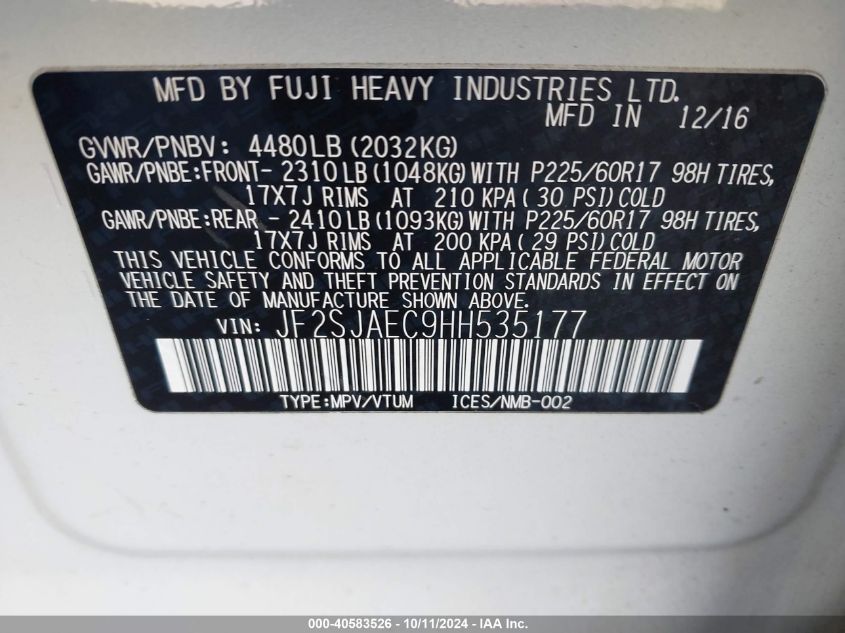 MFD BY FUJI HEAVY INDUSTRIES LTD.
MFD IN 12/16
GVWR/PNBV: 4480LB (2032KG)
GAWR/PNBE:FRONT- 2310LB (1048KG) WITH P225/60R17 98H TIRES,
17X7J RIMS AT 210 KPA ( 30 PSI) COLD
GAWR/PNBE:REAR - 2410LB (1093KG) WITH P225/60R17 98H TIRES,
17X7J RIMS AT 200 KPA ( 29 PSI) COLD
THIS VEHICLE CONFORMS TO ALL APPLICABLE FEDERAL MOTOR
VEHICLE SAFETY AND THEFT PREVENTION STANDARDS IN EFFECT ON
THE DATE OF MANUFACTURE SHOWN ABOVE.
VIN: JF2SJAEC9HH535177
TYPE:MPV/VTUM ICES/NMB-002
000-40583526 - 10/11/2024 - IAA Inc.